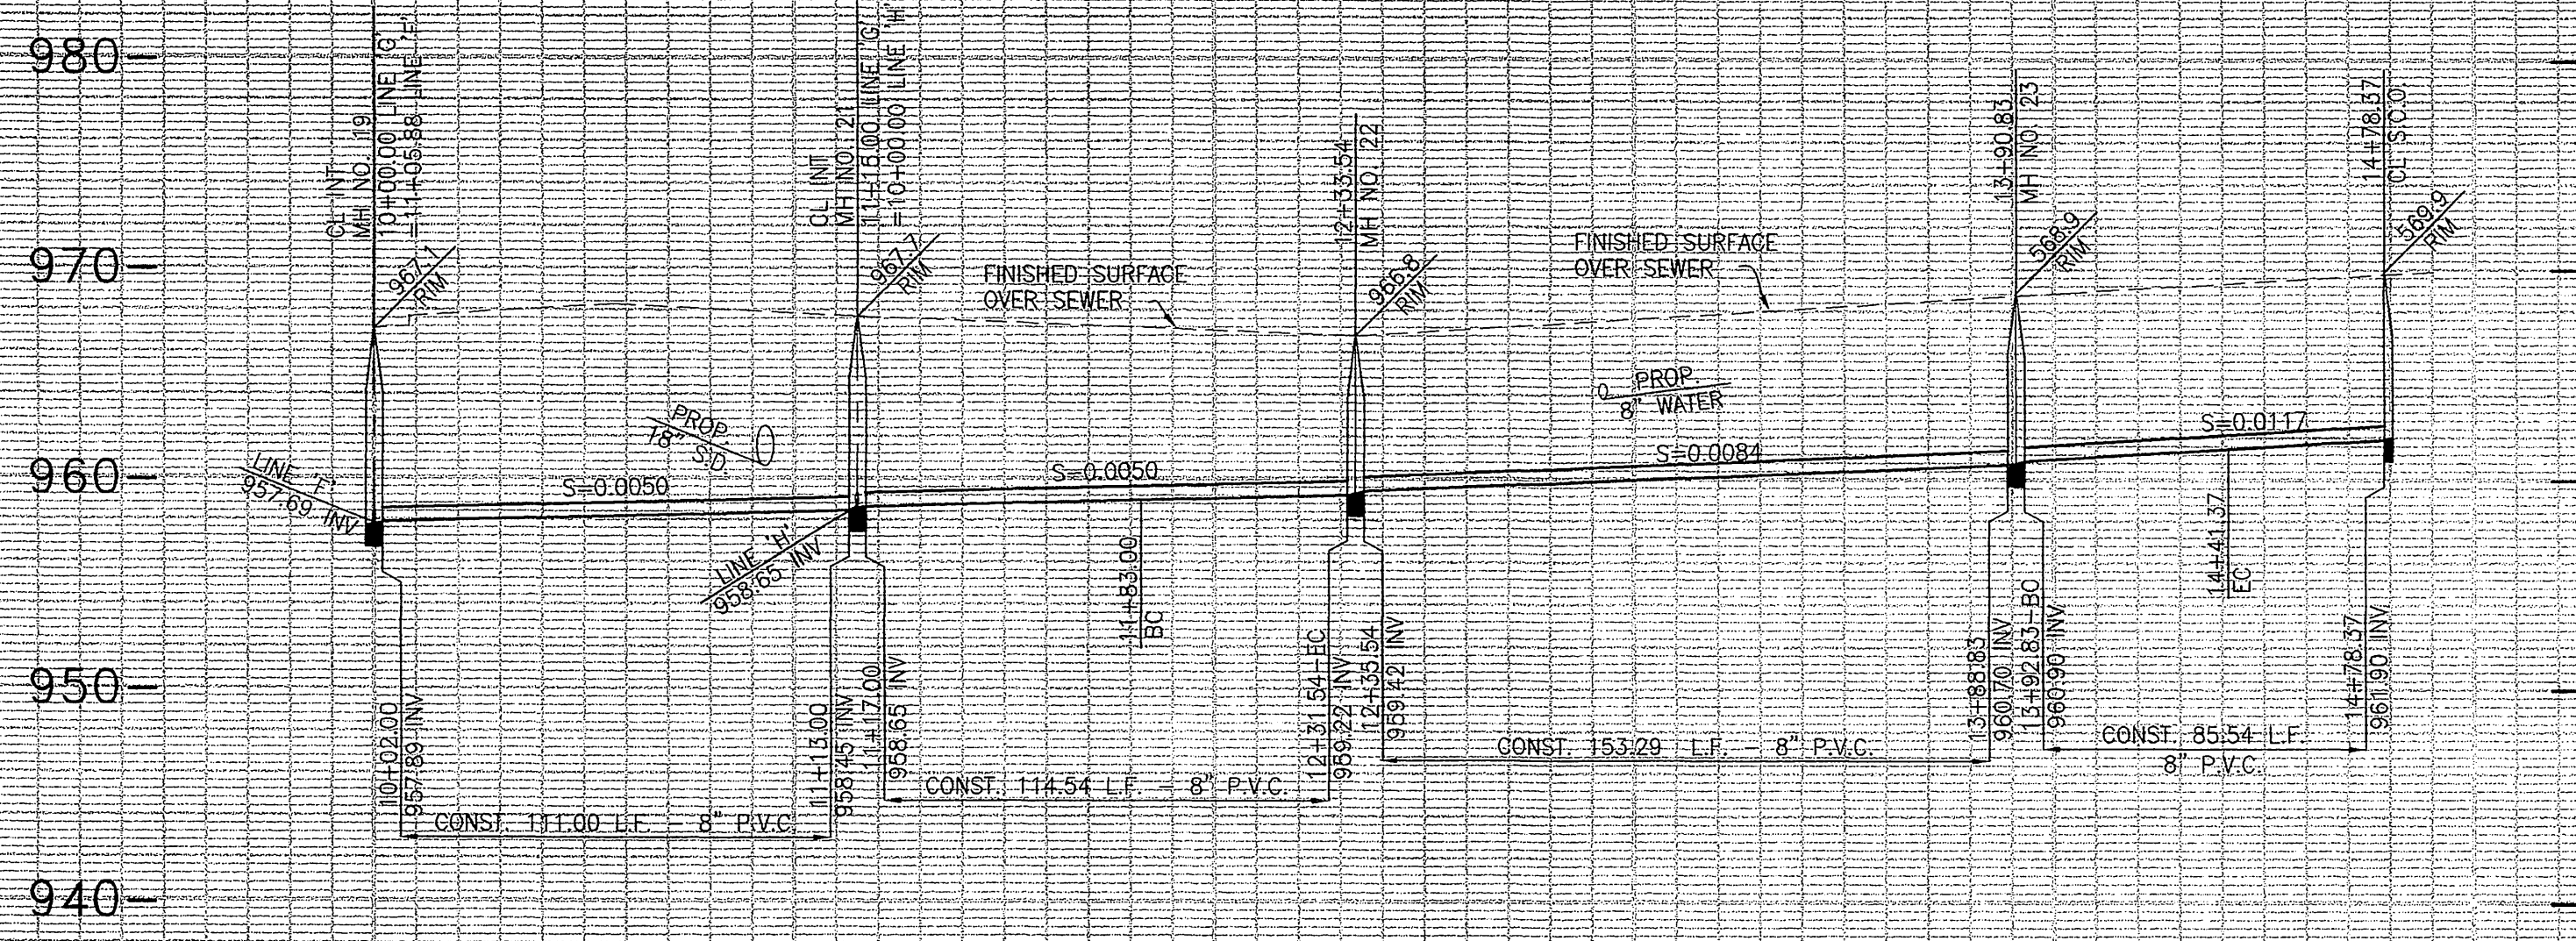 980-
970-
960-
950-
940-
CL INT
MH NO. 19
10+00.00 LINE 'G'
=11+05.88 LINE 'F'
967.1
RIM
CL INT
MH NO. 21
11+15.00 LINE 'G'
=10+0000 LINE 'H'
967.7
RIM
FINISHED SURFACE
OVER SEWER
12+33.54
MH NO. 22
966.8
RIM
FINISHED SURFACE
OVER SEWER
13+90.83
MH NO. 23
568.9
RIM
14+78.37
CL S.C.O.
569.9
RIM
PROP.
18" S.D.
PROP.
8" WATER
LINE 'F'
957.69 INV
S=0.0050
LINE 'H'
958.65 INV
S=0.0050
S=0.0084
S=0.0117
11+83.00
BC
14+41.37
EC
10+02.00
957.89 INV
11+13.00
958.45 INV
11+17.00
958.65 INV
12+31.54-EC
959.22 INV
12+35.54
959.42 INV
13+88.83
960.70 INV
13+92.83-BC
960.90 INV
14+78.37
961.90 INV
CONST. 111.00 L.F. - 8" P.V.C.
CONST. 114.54 L.F. - 8" P.V.C.
CONST. 153.29 L.F. - 8" P.V.C.
CONST. 85.54 L.F.
8" P.V.C.